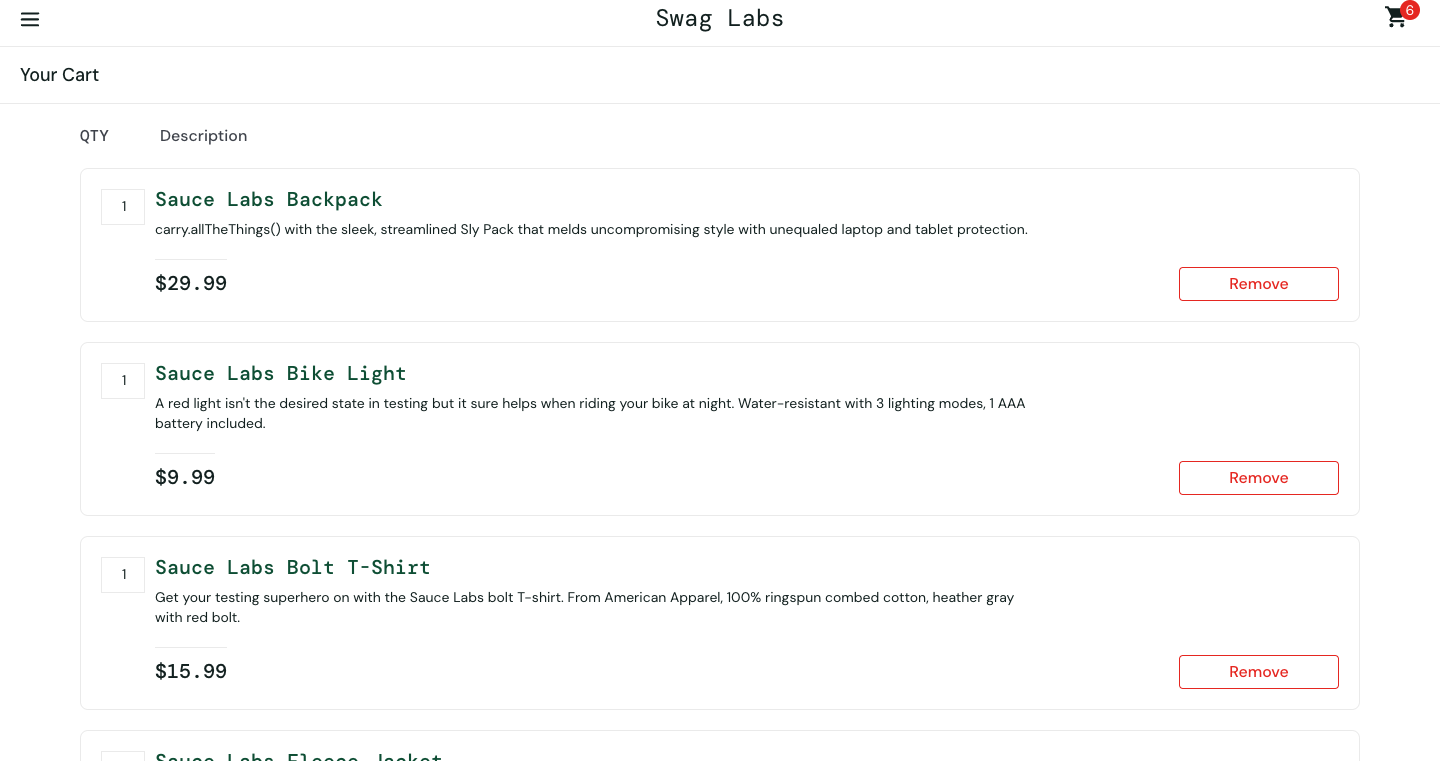 Swag Labs
6
Your Cart
QTY Description
1
Sauce Labs Backpack
carry.allTheThings() with the sleek, streamlined Sly Pack that melds uncompromising style with unequaled laptop and tablet protection.
$29.99
Remove
1
Sauce Labs Bike Light
A red light isn't the desired state in testing but it sure helps when riding your bike at night. Water-resistant with 3 lighting modes, 1 AAA
battery included.
$9.99
Remove
1
Sauce Labs Bolt T-Shirt
Get your testing superhero on with the Sauce Labs bolt T-shirt. From American Apparel, 100% ringspun combed cotton, heather gray
with red bolt.
$15.99
Remove
Sauce Labs Fleece Jacket